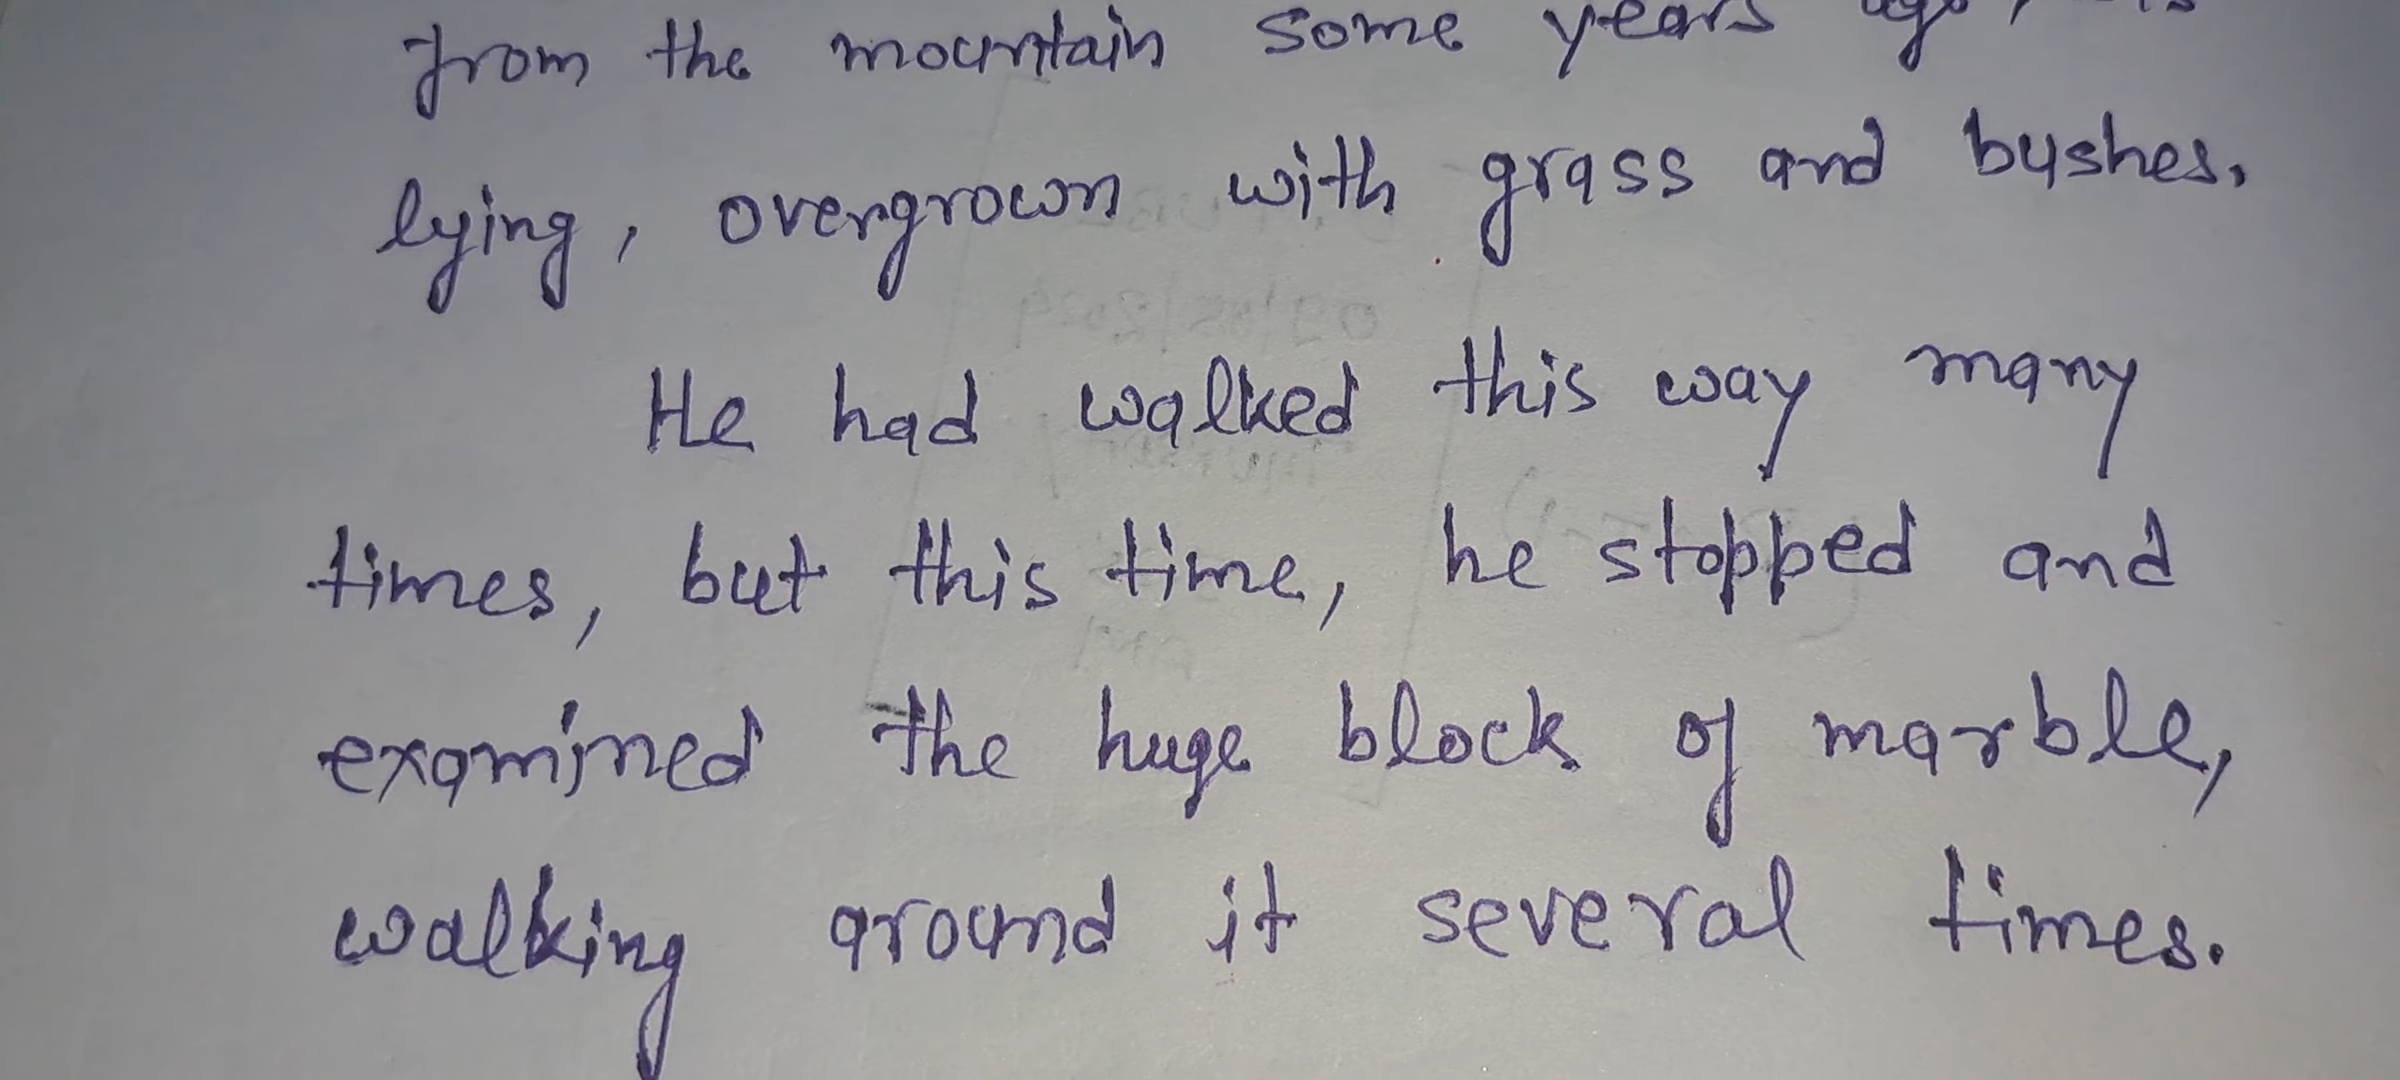 from the mountain some years ago,
lying, overgrown with grass and bushes.
He had walked this way many
times, but this time, he stopped and
examined the huge block of marble,
walking around it several times.